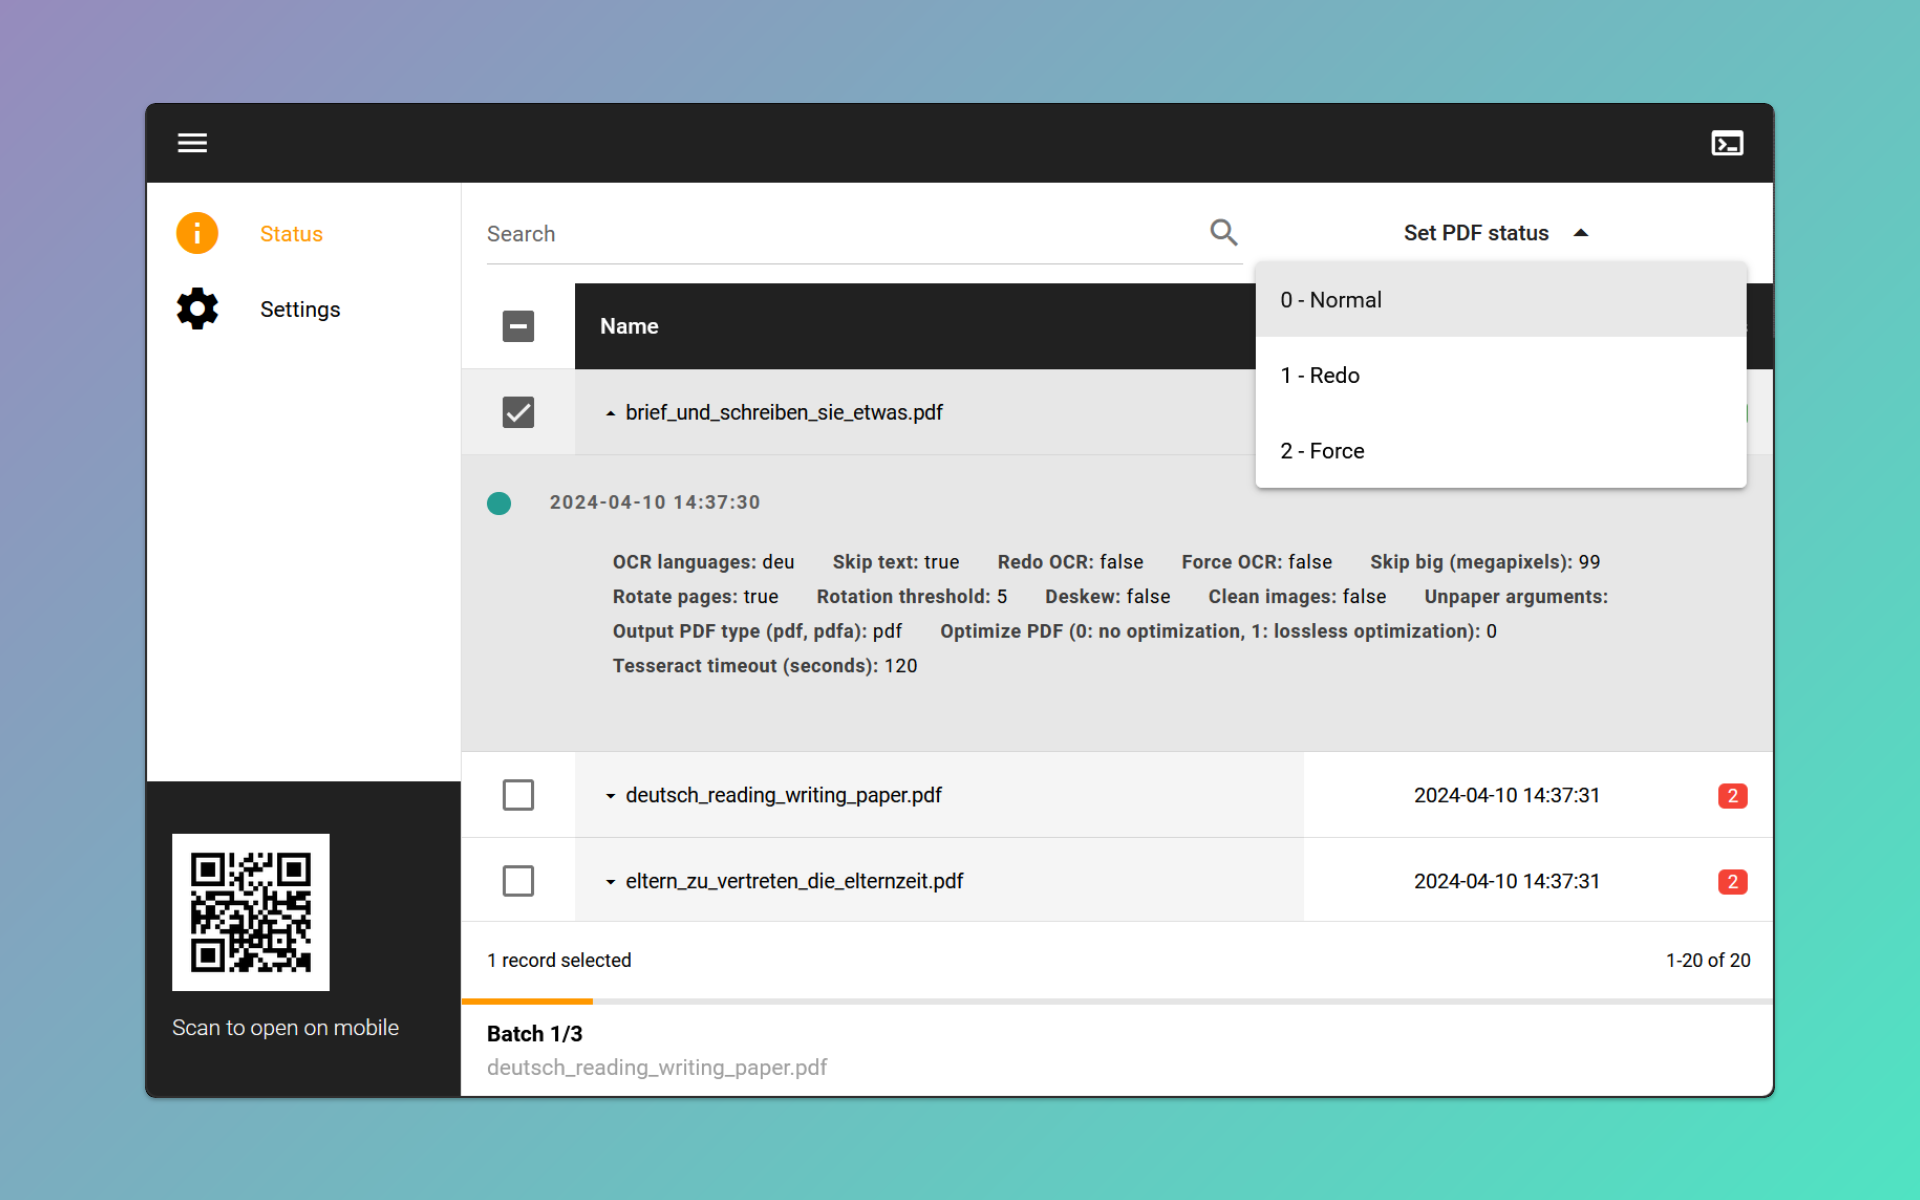 Status
Settings
Search
Set PDF status
0 - Normal
1 - Redo
2 - Force
Name
brief_und_schreiben_sie_etwas.pdf
2024-04-10 14:37:30
OCR languages: deu Skip text: true Redo OCR: false Force OCR: false Skip big (megapixels): 99
Rotate pages: true Rotation threshold: 5 Deskew: false Clean images: false Unpaper arguments:
Output PDF type (pdf, pdfa): pdf Optimize PDF (0: no optimization, 1: lossless optimization): 0
Tesseract timeout (seconds): 120
deutsch_reading_writing_paper.pdf 2024-04-10 14:37:31 2
eltern_zu_vertreten_die_elternzeit.pdf 2024-04-10 14:37:31 2
1 record selected 1-20 of 20
Batch 1/3
deutsch_reading_writing_paper.pdf
Scan to open on mobile